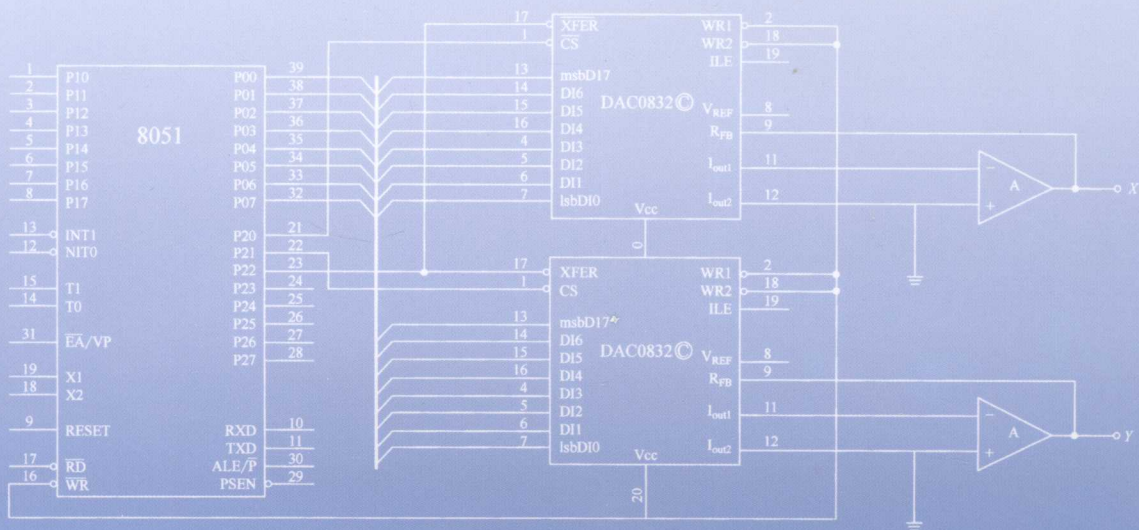 8051
1 P10
2 P11
3 P12
4 P13
5 P14
6 P15
7 P16
8 P17
13 INT1
12 NIT0
15 T1
14 T0
31 EA/VP
19 X1
18 X2
9 RESET
17 RD
16 WR
P00 39
P01 38
P02 37
P03 36
P04 35
P05 34
P06 33
P07 32
P20 21
P21 22
P22 23
P23 24
P24 25
P25 26
P26 27
P27 28
RXD 10
TXD 11
ALE/P 30
PSEN 29
DAC0832©
17 XFER
1 CS
13 msbD17
14 DI6
15 DI5
16 DI4
4 DI3
5 DI2
6 DI1
7 lsbDI0
WR1 2
WR2 18
ILE 19
VREF 8
RFB 9
Iout1 11
Iout2 12
Vcc
0
A
- 
+
X
DAC0832©
17 XFER
1 CS
13 msbD17
14 DI6
15 DI5
16 DI4
4 DI3
5 DI2
6 DI1
7 lsbDI0
WR1 2
WR2 18
ILE 19
VREF 8
RFB 9
Iout1 11
Iout2 12
Vcc
20
A
-
+
Y